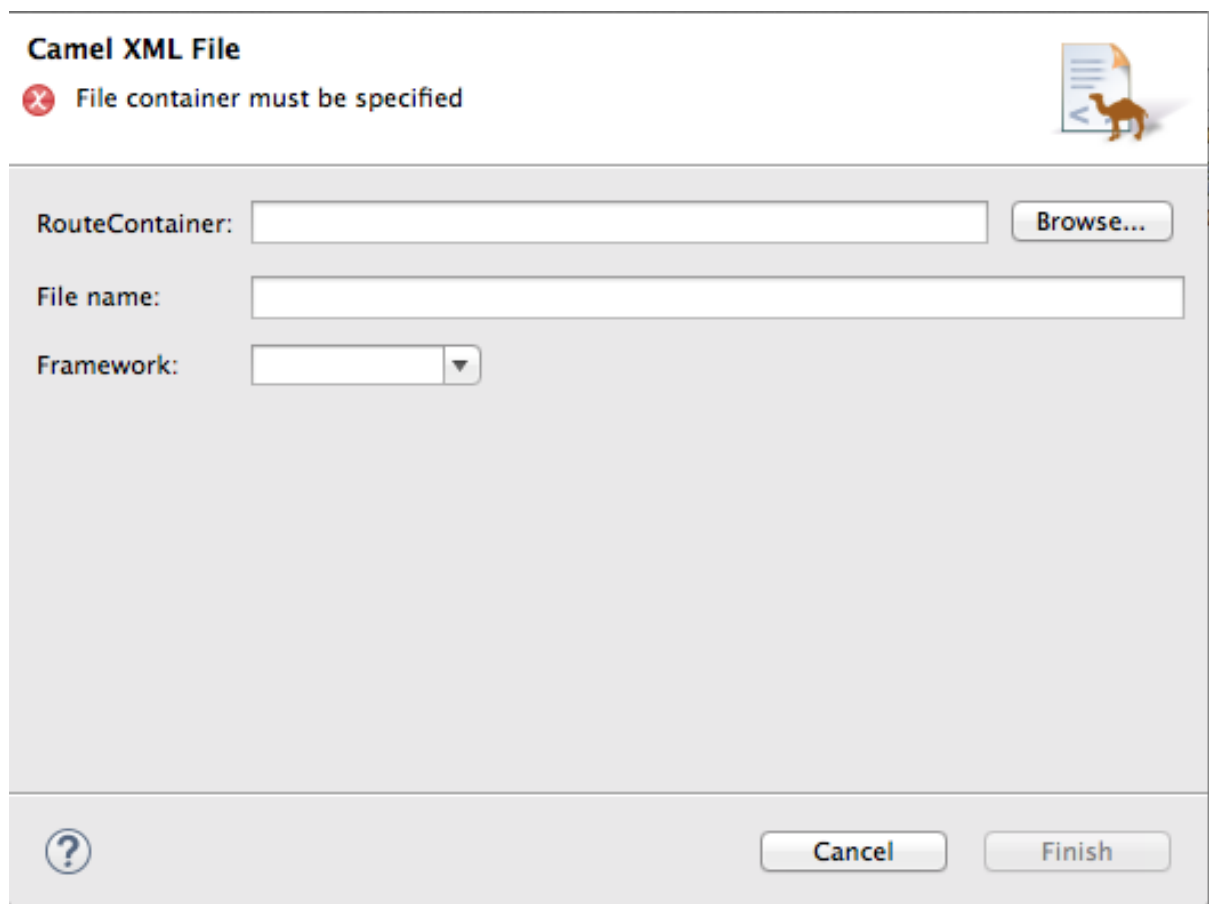 Camel XML File
File container must be specified
RouteContainer:
Browse...
File name:
Framework:
Cancel
Finish